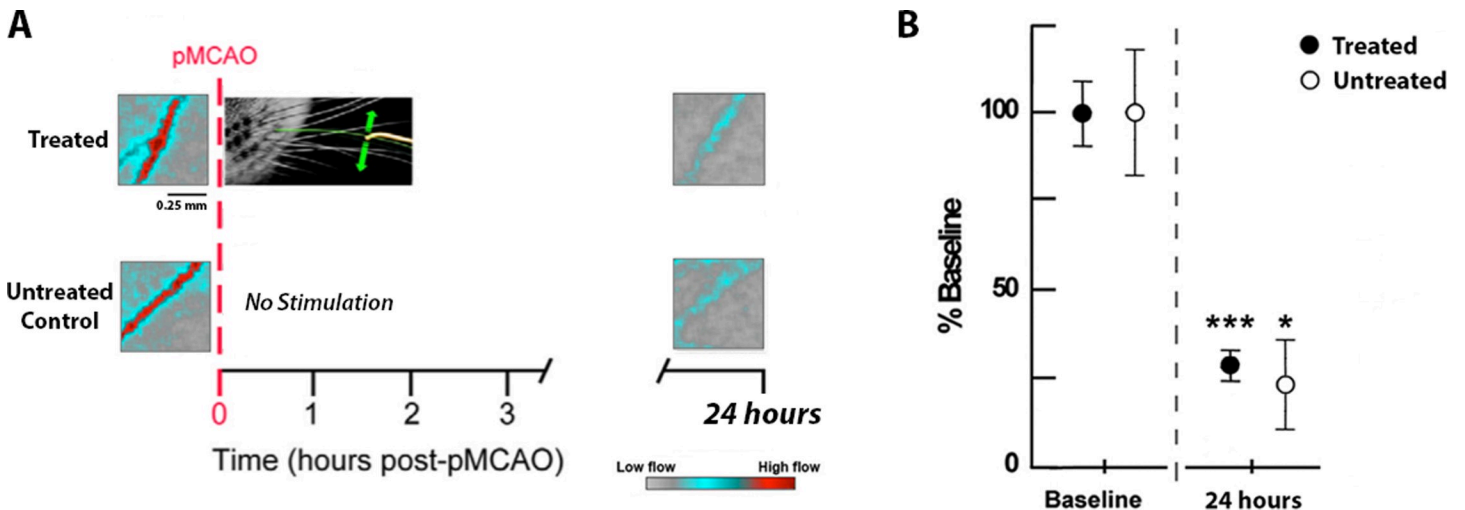 A
pMCAO
Treated
0.25 mm
Untreated
Control
No Stimulation
0
1
2
3
24 hours
Time (hours post-pMCAO)
Low flow
High flow
B
Treated
Untreated
% Baseline
100
50
0
***
*
Baseline
24 hours